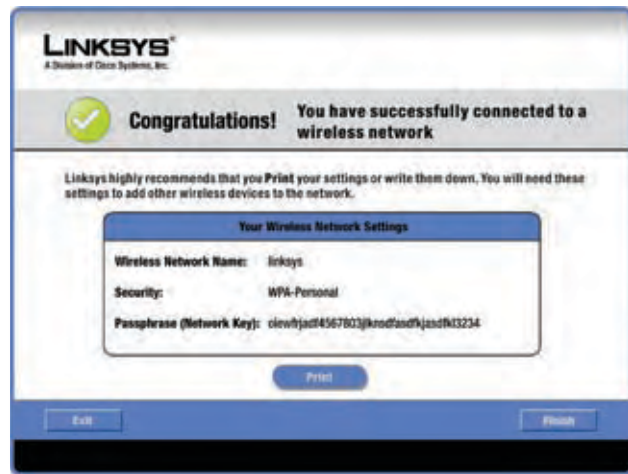 LINKSYS®
A Division of Cisco Systems, Inc.
Congratulations!
You have successfully connected to a
wireless network
Linksys highly recommends that you Print your settings or write them down. You will need these
settings to add other wireless devices to the network.
Your Wireless Network Settings
Wireless Network Name: linksys
Security: WPA-Personal
Passphrase (Network Key):
Print
Exit
Finish